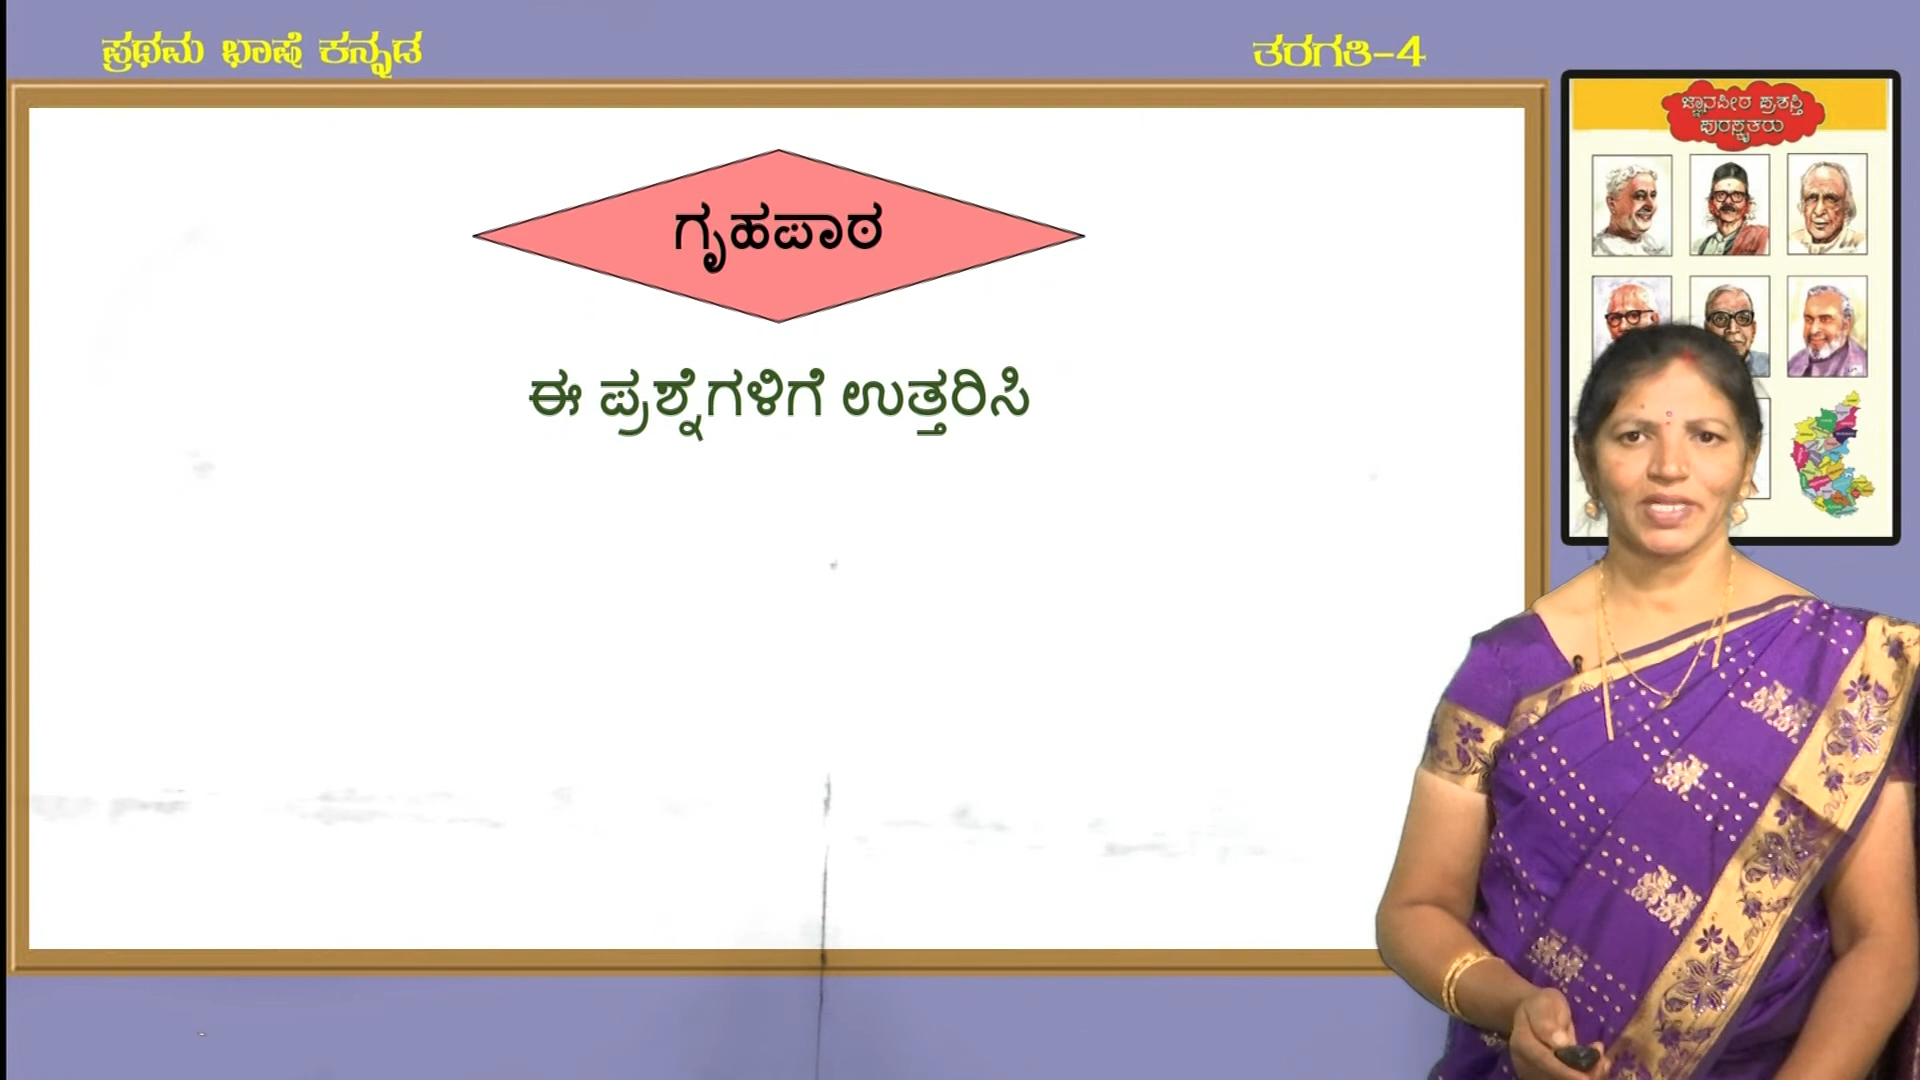 ಪ್ರಥಮ ಭಾಷೆ ಕನ್ನಡ
ತರಗತಿ-4
ಜ್ಞಾನಪೀಠ ಪ್ರಶಸ್ತಿ
ಪುರಸ್ಕೃತರು
ಗೃಹಪಾಠ
ಈ ಪ್ರಶ್ನೆಗಳಿಗೆ ಉತ್ತರಿಸಿ